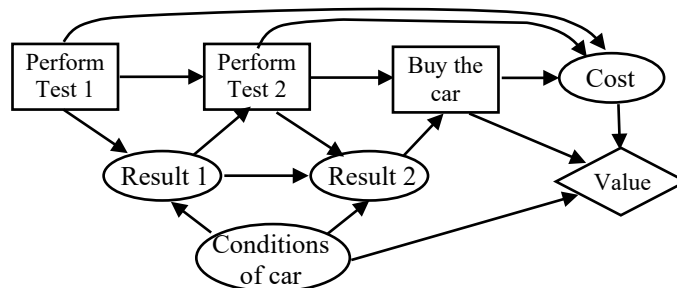 Perform
Test 1
Perform
Test 2
Buy the
car
Cost
Result 1
Result 2
Value
Conditions
of car